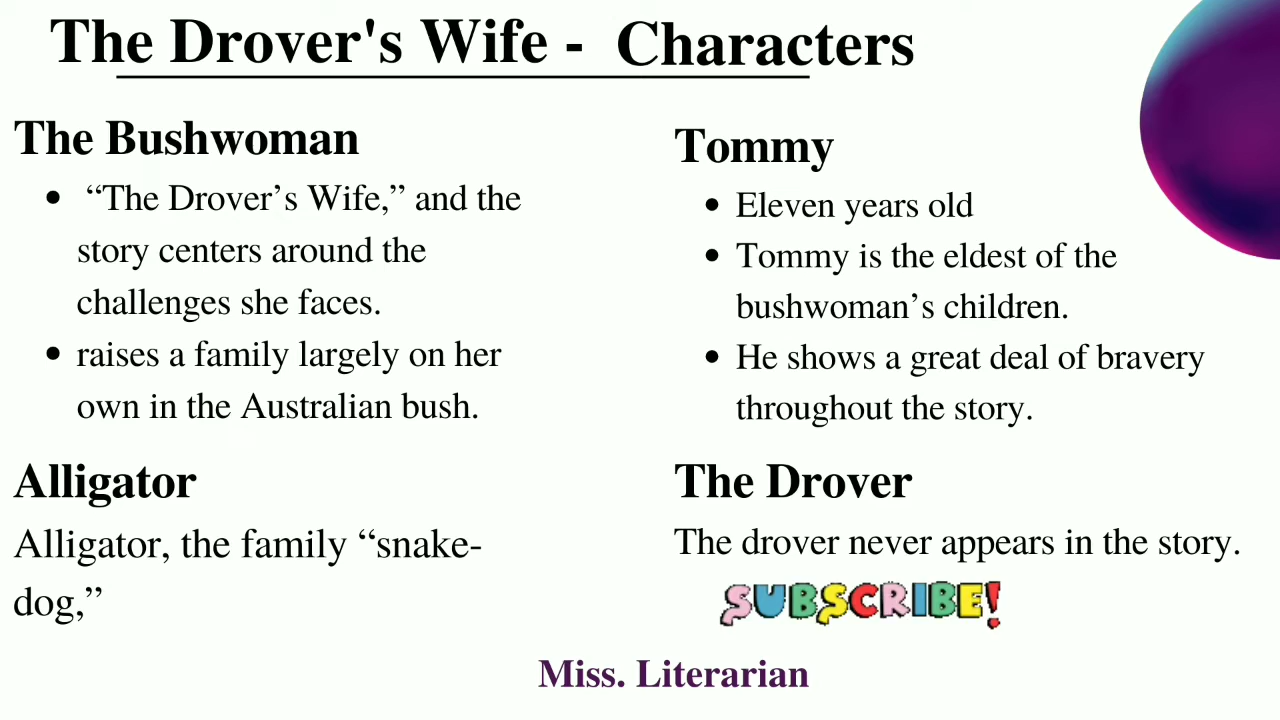 The Drover's Wife - Characters
The Bushwoman
• “The Drover’s Wife,” and the
story centers around the
challenges she faces.
• raises a family largely on her
own in the Australian bush.
Alligator
Alligator, the family “snake-
dog,”
Tommy
• Eleven years old
• Tommy is the eldest of the
bushwoman’s children.
• He shows a great deal of bravery
throughout the story.
The Drover
The drover never appears in the story.
SUBSCRIBE!
Miss. Literarian